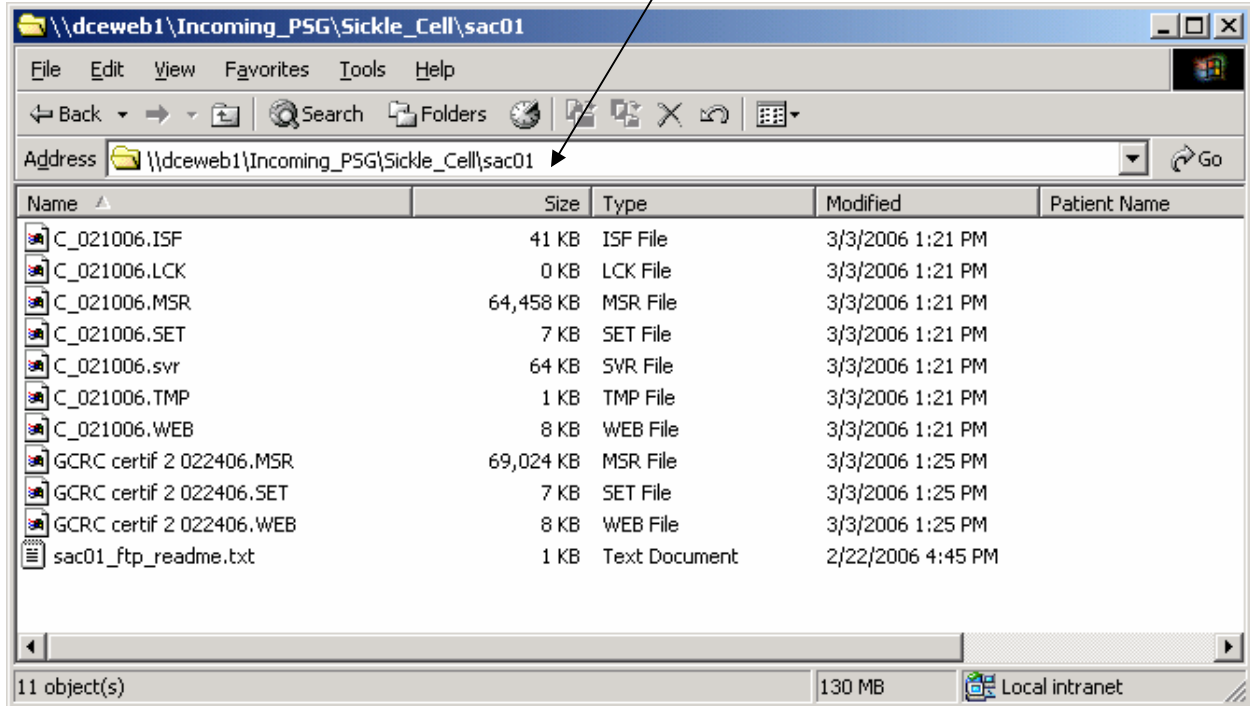 \\dceweb1\Incoming_PSG\Sickle_Cell\sac01
File Edit View Favorites Tools Help
Back Search Folders
Address \\dceweb1\Incoming_PSG\Sickle_Cell\sac01 Go
Name Size Type Modified Patient Name
C_021006.ISF 41 KB ISF File 3/3/2006 1:21 PM
C_021006.LCK 0 KB LCK File 3/3/2006 1:21 PM
C_021006.MSR 64,458 KB MSR File 3/3/2006 1:21 PM
C_021006.SET 7 KB SET File 3/3/2006 1:21 PM
C_021006.svr 64 KB SVR File 3/3/2006 1:21 PM
C_021006.TMP 1 KB TMP File 3/3/2006 1:21 PM
C_021006.WEB 8 KB WEB File 3/3/2006 1:21 PM
GCRC certif 2 022406.MSR 69,024 KB MSR File 3/3/2006 1:25 PM
GCRC certif 2 022406.SET 7 KB SET File 3/3/2006 1:25 PM
GCRC certif 2 022406.WEB 8 KB WEB File 3/3/2006 1:25 PM
sac01_ftp_readme.txt 1 KB Text Document 2/22/2006 4:45 PM
11 object(s) 130 MB Local intranet